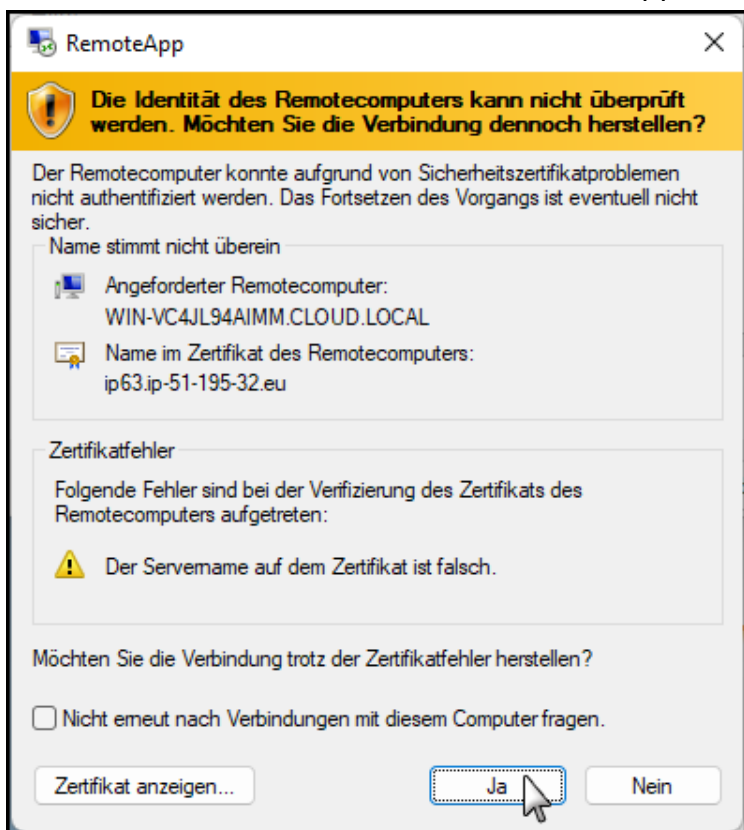 RemoteApp
Die Identität des Remotecomputers kann nicht überprüft
werden. Möchten Sie die Verbindung dennoch herstellen?
Der Remotecomputer konnte aufgrund von Sicherheitszertifikatproblemen
nicht authentifiziert werden. Das Fortsetzen des Vorgangs ist eventuell nicht
sicher.
Name stimmt nicht überein
Angeforderter Remotecomputer:
WIN-VC4JL94AIMM.CLOUD.LOCAL
Name im Zertifikat des Remotecomputers:
ip63.ip-51-195-32.eu
Zertifikatfehler
Folgende Fehler sind bei der Verifizierung des Zertifikats des
Remotecomputers aufgetreten:
Der Servername auf dem Zertifikat ist falsch.
Möchten Sie die Verbindung trotz der Zertifikatfehler herstellen?
Nicht erneut nach Verbindungen mit diesem Computer fragen.
Zertifikat anzeigen... Ja Nein